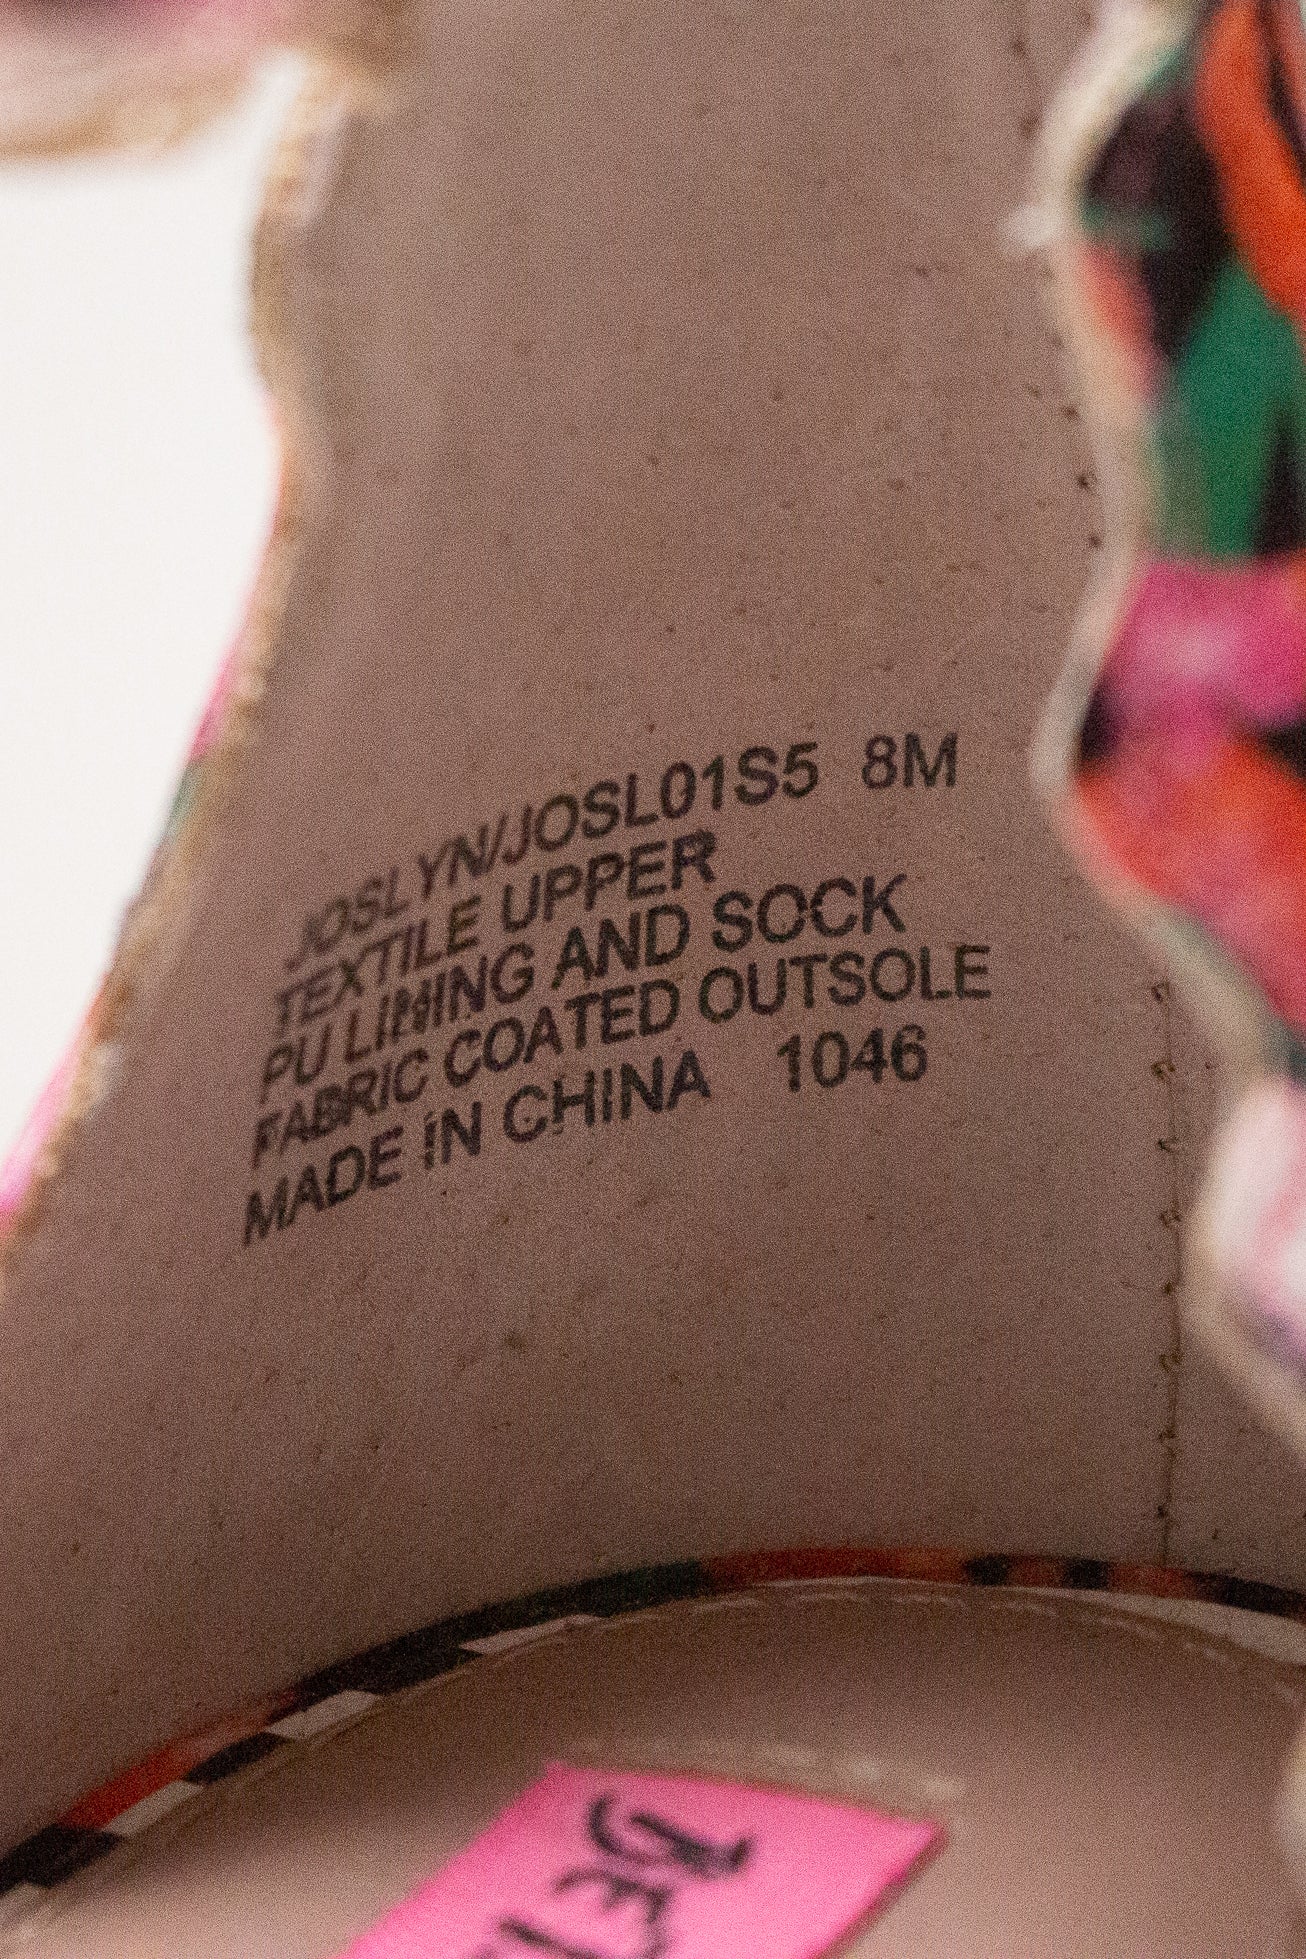 JOSLYN/JOSL01S5 8M
TEXTILE UPPER
PU LINING AND SOCK
FABRIC COATED OUTSOLE
MADE IN CHINA 1046